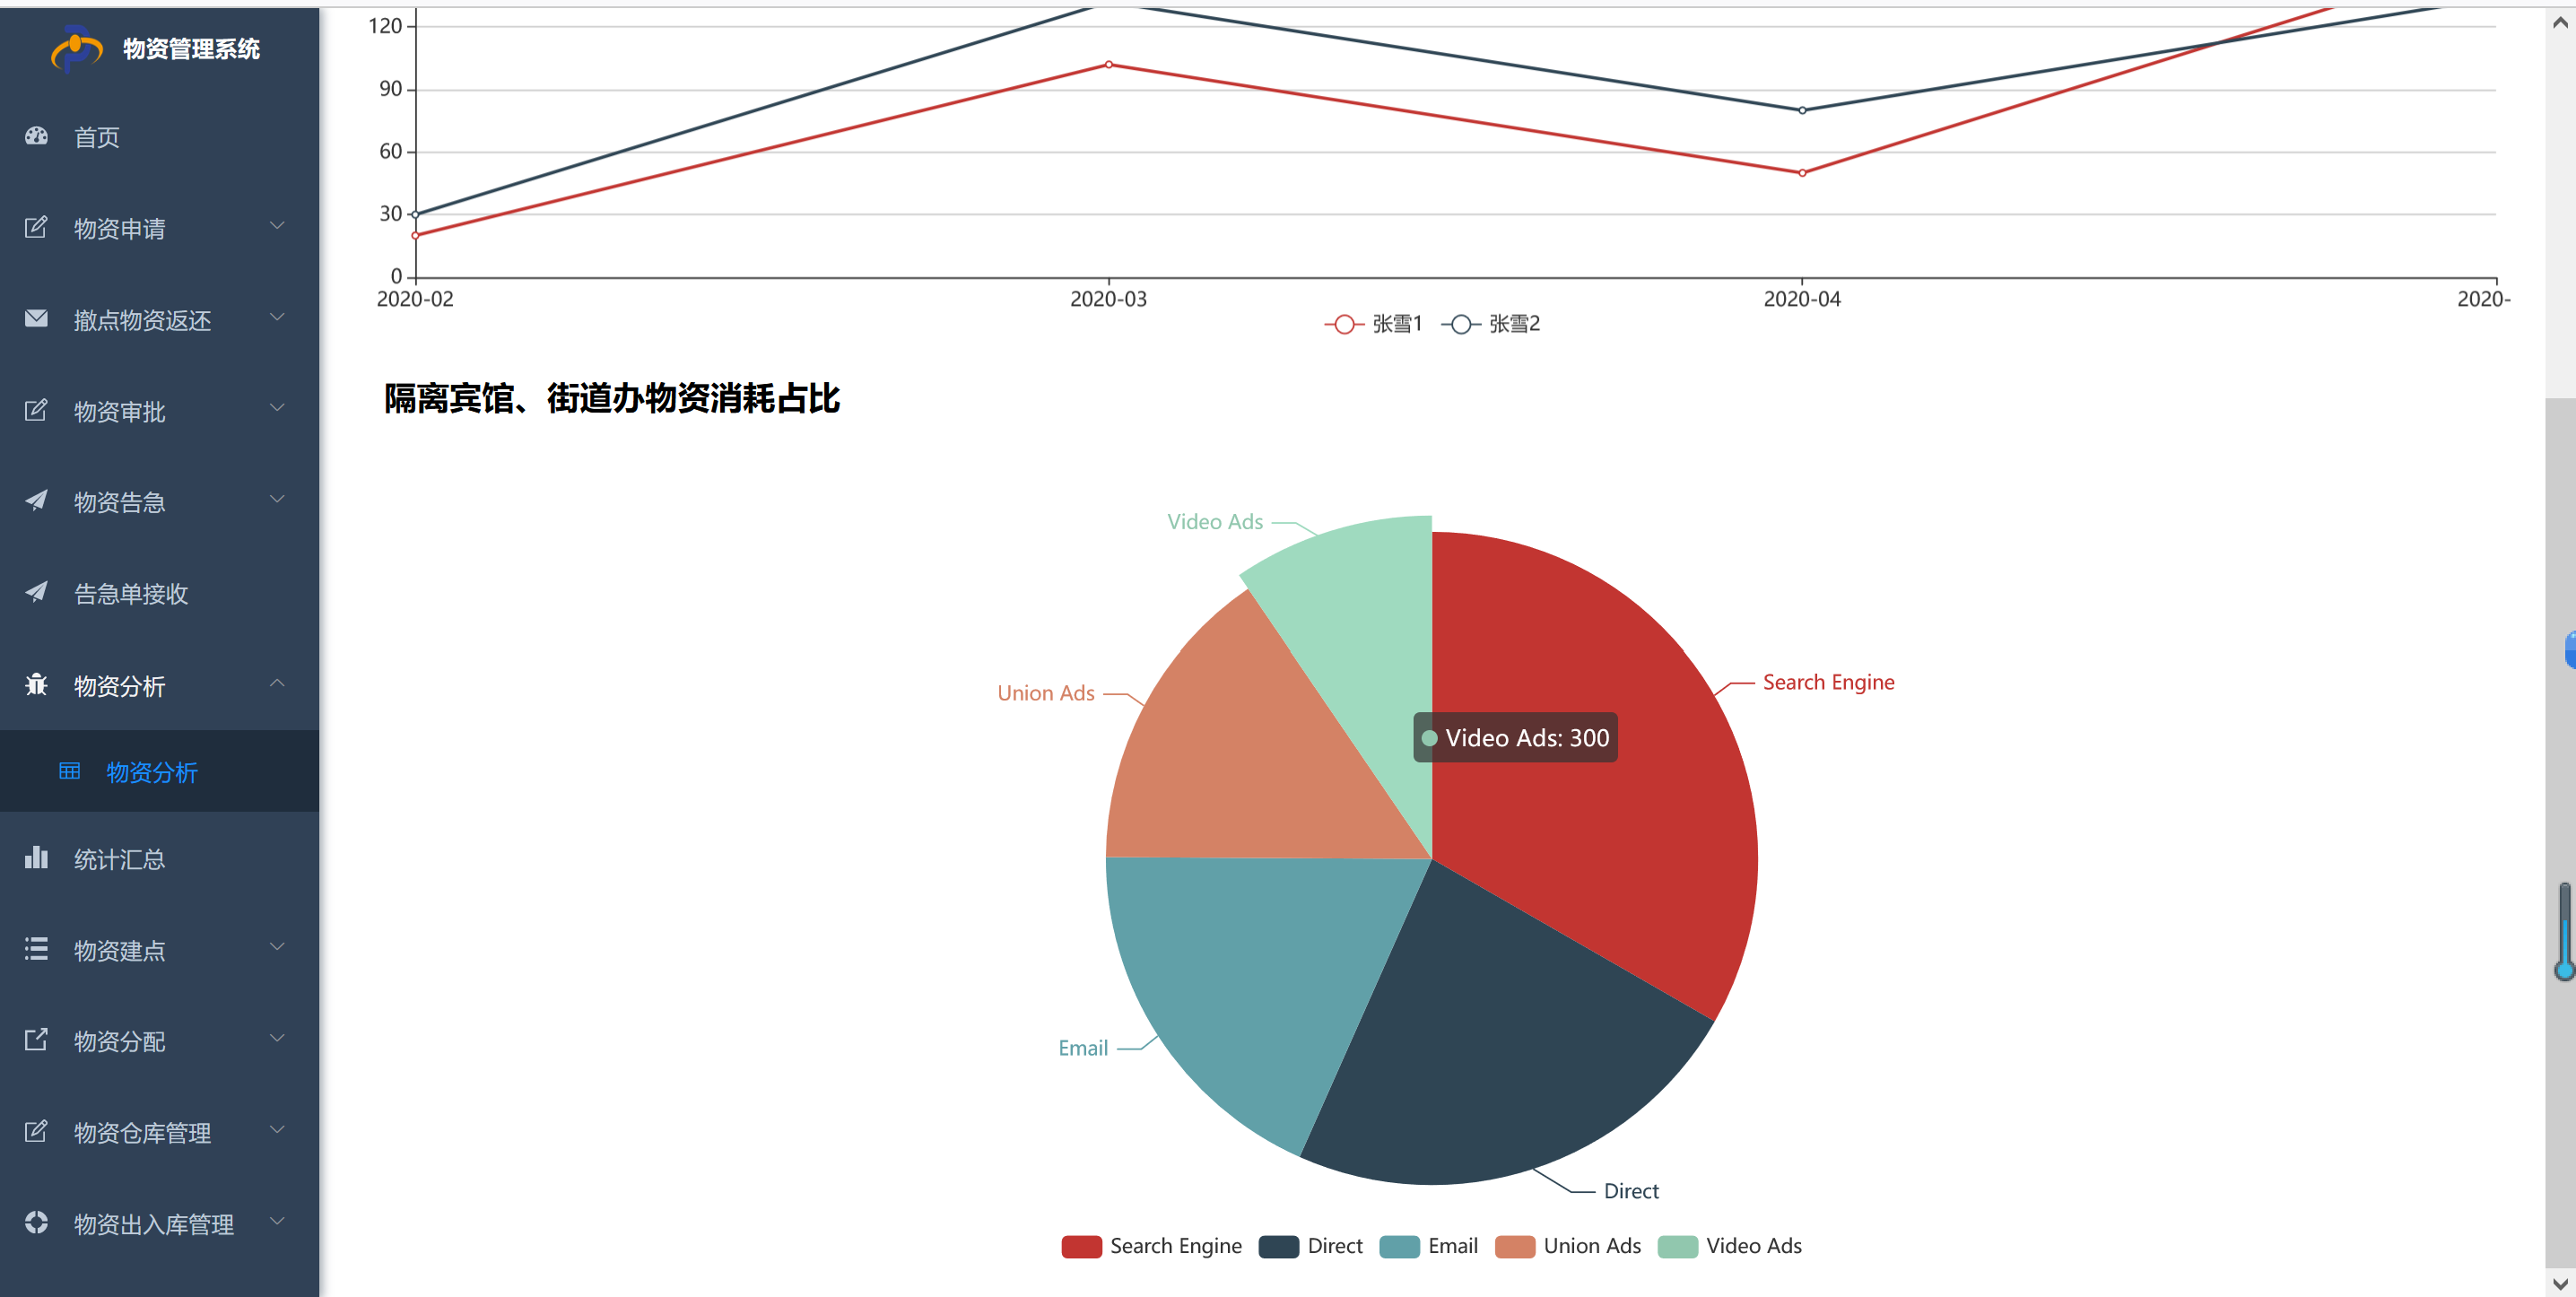 物资管理系统
首页
物资申请
撤点物资返还
物资审批
物资告急
告急单接收
物资分析
物资分析
统计汇总
物资建点
物资分配
物资仓库管理
物资出入库管理
120
90
60
30
0
2020-02
2020-03
2020-04
2020-
张雪1
张雪2
隔离宾馆、街道办物资消耗占比
Video Ads
Union Ads
Search Engine
Video Ads: 300
Email
Direct
Search Engine
Direct
Email
Union Ads
Video Ads